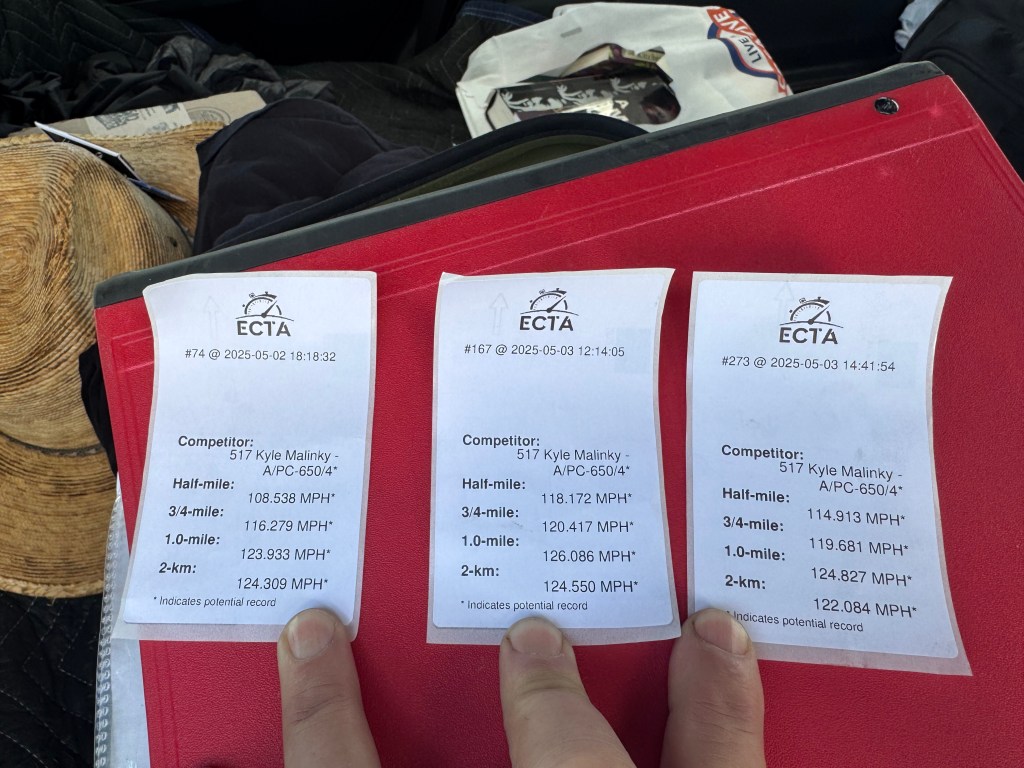 LIVE
ECTA
#74 @ 2025-05-02 18:18:32
Competitor:
517 Kyle Malinky -
A/PC-650/4*
Half-mile:
108.538 MPH*
3/4-mile:
116.279 MPH*
1.0-mile:
123.933 MPH*
2-km:
124.309 MPH*
* Indicates potential record
ECTA
#167 @ 2025-05-03 12:14:05
Competitor:
517 Kyle Malinky -
A/PC-650/4*
Half-mile:
118.172 MPH*
3/4-mile:
120.417 MPH*
1.0-mile:
126.086 MPH*
2-km:
124.550 MPH*
* Indicates potential record
ECTA
#273 @ 2025-05-03 14:41:54
Competitor:
517 Kyle Malinky -
A/PC-650/4*
Half-mile:
114.913 MPH*
3/4-mile:
119.681 MPH*
1.0-mile:
124.827 MPH*
2-km:
122.084 MPH*
* Indicates potential record